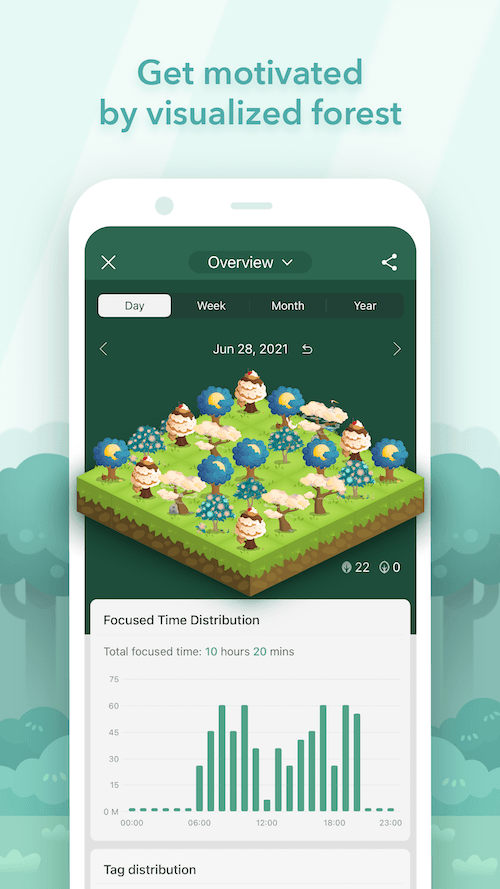 Get motivated
by visualized forest
Overview
Day Week Month Year
Jun 28, 2021
22 0
Focused Time Distribution
Total focused time: 10 hours 20 mins
75
60
45
30
15
0 M
00:00 06:00 12:00 18:00 23:00
Tag distribution